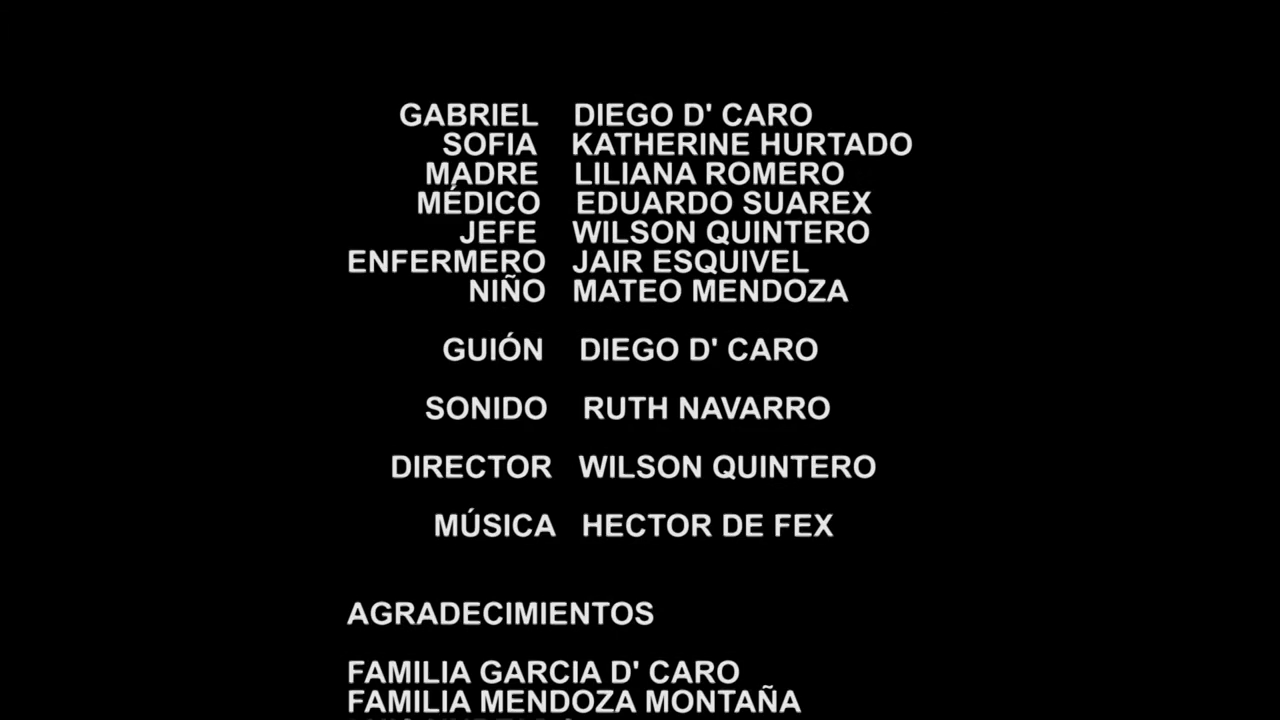 GABRIEL DIEGO D' CARO
SOFIA KATHERINE HURTADO
MADRE LILIANA ROMERO
MÉDICO EDUARDO SUAREX
JEFE WILSON QUINTERO
ENFERMERO JAIR ESQUIVEL
NIÑO MATEO MENDOZA
GUIÓN DIEGO D' CARO
SONIDO RUTH NAVARRO
DIRECTOR WILSON QUINTERO
MÚSICA HECTOR DE FEX
AGRADECIMIENTOS
FAMILIA GARCIA D' CARO
FAMILIA MENDOZA MONTAÑA